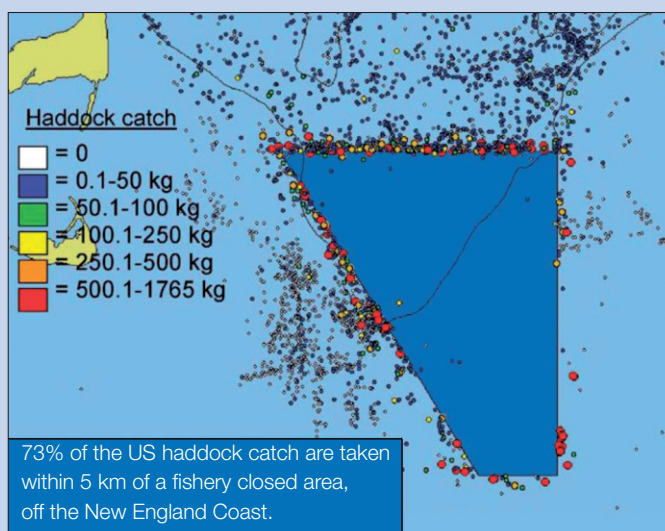 Haddock catch
= 0
= 0.1-50 kg
= 50.1-100 kg
= 100.1-250 kg
= 250.1-500 kg
= 500.1-1765 kg
73% of the US haddock catch are taken
within 5 km of a fishery closed area,
off the New England Coast.